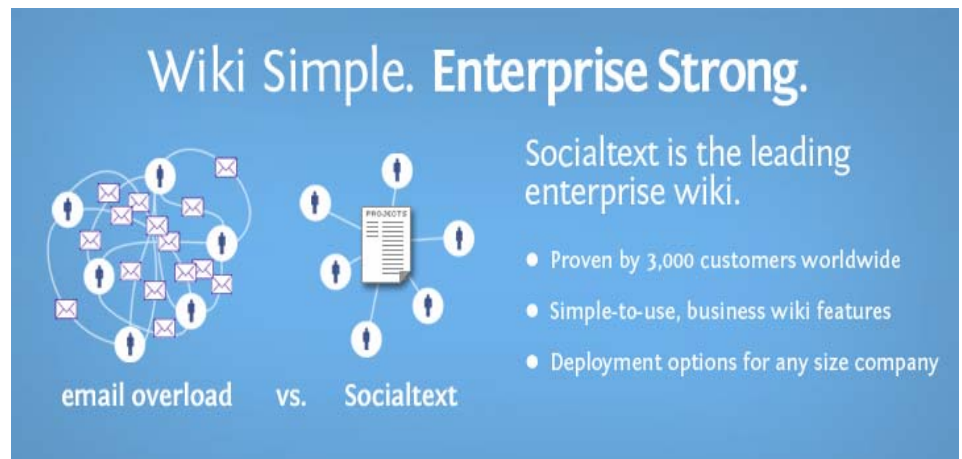 Wiki Simple. Enterprise Strong.
PROJECTS
email overload vs. Socialtext
Socialtext is the leading
enterprise wiki.
• Proven by 3,000 customers worldwide
• Simple-to-use, business wiki features
• Deployment options for any size company